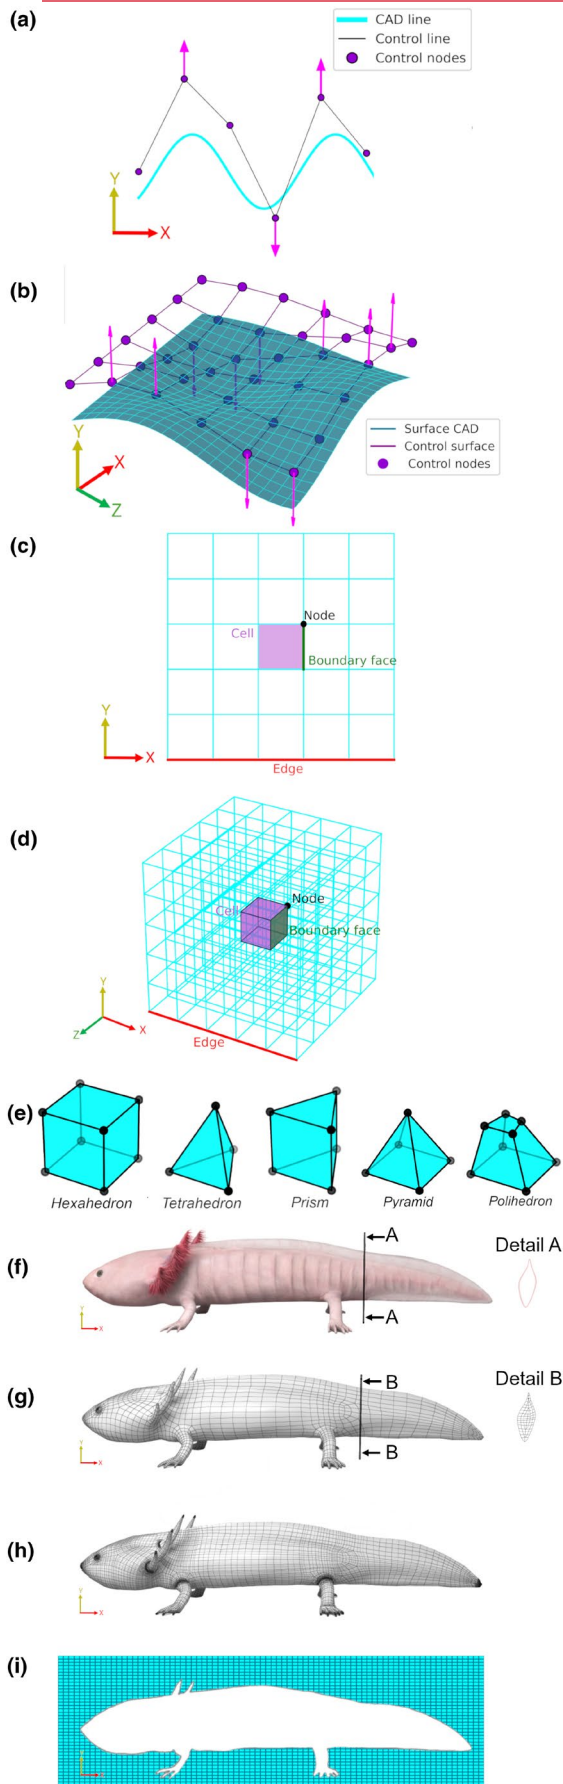 (a)
CAD line
Control line
Control nodes
Y
X
(b)
Surface CAD
Control surface
Control nodes
Y
X
Z
(c)
Node
Cell
Boundary face
Y
X
Edge
(d)
Node
Cell
Boundary face
Y
Z
X
Edge
(e)
Hexahedron
Tetrahedron
Prism
Pyramid
Polihedron
(f)
A
Detail A
A
Y
X
(g)
B
Detail B
B
Y
X
(h)
Y
X
(i)